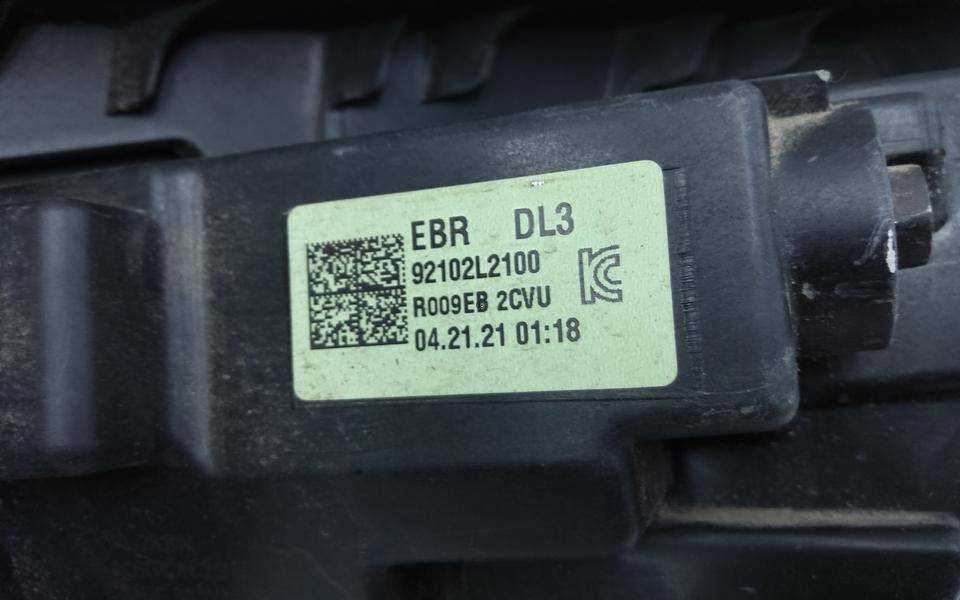 EBR DL3
92102L2100
R009EB 2CVU
04.21.21 01:18